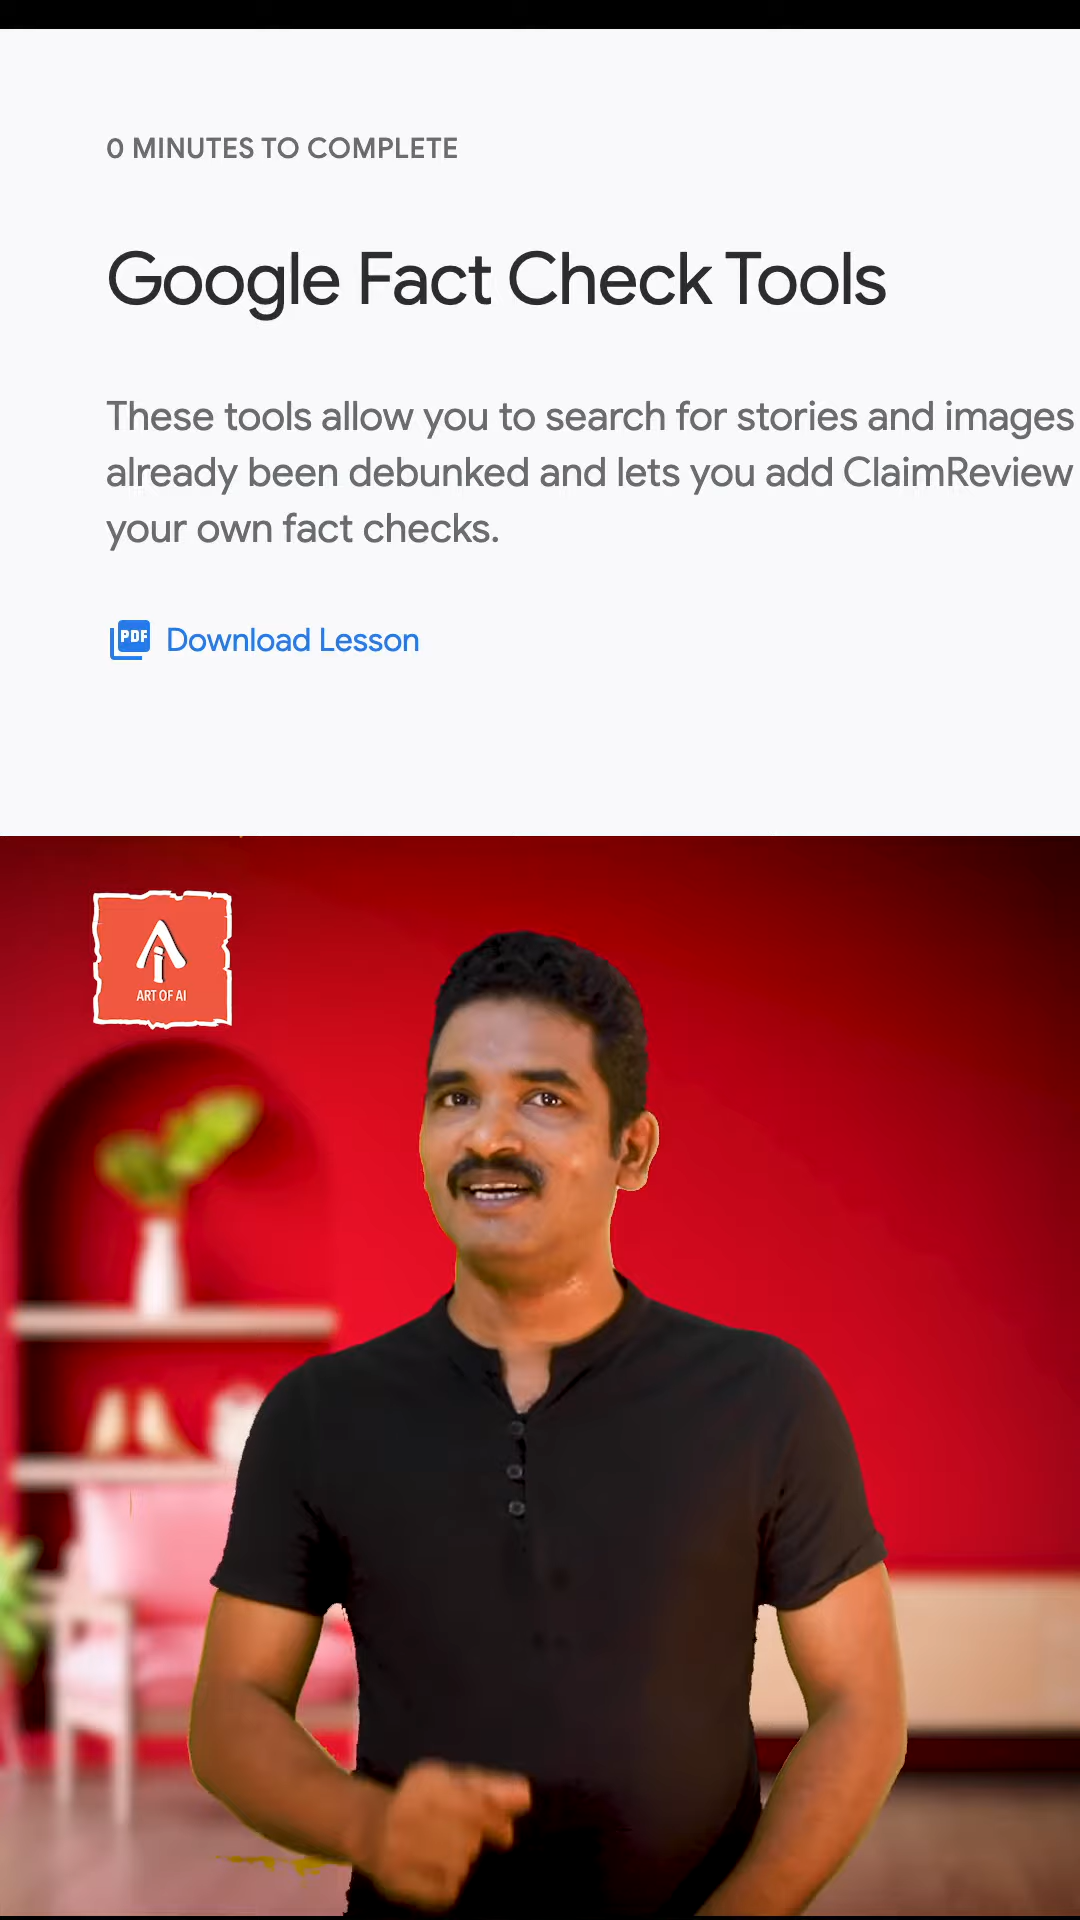 0 MINUTES TO COMPLETE
Google Fact Check Tools
These tools allow you to search for stories and images
already been debunked and lets you add ClaimReview
your own fact checks.
PDF Download Lesson
Ai
ART OF AI